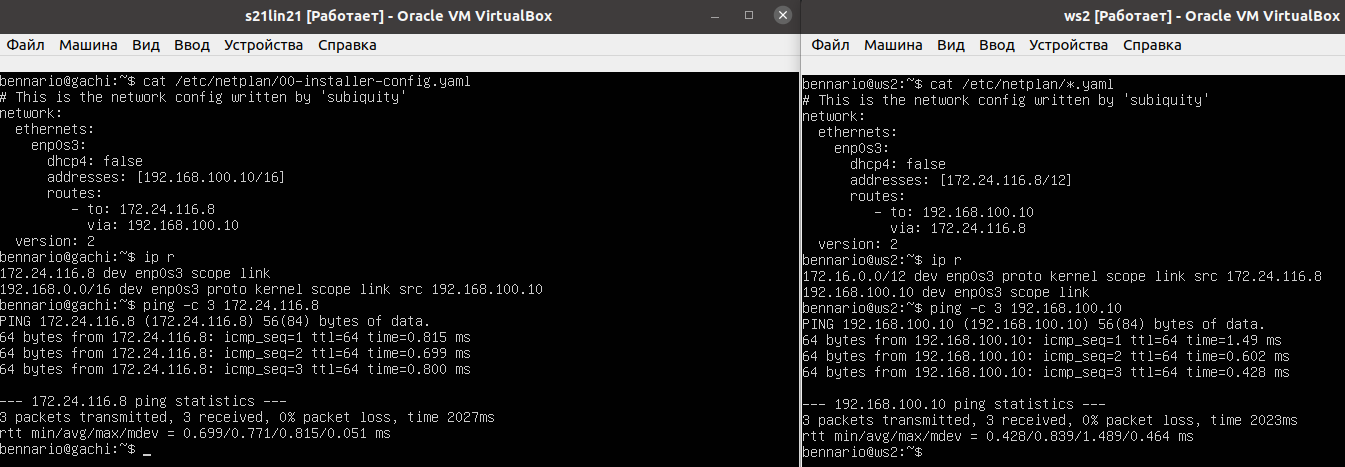 s21lin21 [Работает] - Oracle VM VirtualBox
Файл Машина Вид Ввод Устройства Справка
bennario@gachi:~$ cat /etc/netplan/00-installer-config.yaml
# This is the network config written by 'subiquity'
network:
  ethernets:
    enp0s3:
      dhcp4: false
      addresses: [192.168.100.10/16]
      routes:
         - to: 172.24.116.8
           via: 192.168.100.10
  version: 2
bennario@gachi:~$ ip r
172.24.116.8 dev enp0s3 scope link
192.168.0.0/16 dev enp0s3 proto kernel scope link src 192.168.100.10
bennario@gachi:~$ ping -c 3 172.24.116.8
PING 172.24.116.8 (172.24.116.8) 56(84) bytes of data.
64 bytes from 172.24.116.8: icmp_seq=1 ttl=64 time=0.815 ms
64 bytes from 172.24.116.8: icmp_seq=2 ttl=64 time=0.699 ms
64 bytes from 172.24.116.8: icmp_seq=3 ttl=64 time=0.800 ms

--- 172.24.116.8 ping statistics ---
3 packets transmitted, 3 received, 0% packet loss, time 2027ms
rtt min/avg/max/mdev = 0.699/0.771/0.815/0.051 ms
bennario@gachi:~$ _
ws2 [Работает] - Oracle VM VirtualBox
Файл Машина Вид Ввод Устройства Справка
bennario@ws2:~$ cat /etc/netplan/*.yaml
# This is the network config written by 'subiquity'
network:
  ethernets:
    enp0s3:
      dhcp4: false
      addresses: [172.24.116.8/12]
      routes:
         - to: 192.168.100.10
           via: 172.24.116.8
  version: 2
bennario@ws2:~$ ip r
172.16.0.0/12 dev enp0s3 proto kernel scope link src 172.24.116.8
192.168.100.10 dev enp0s3 scope link
bennario@ws2:~$ ping -c 3 192.168.100.10
PING 192.168.100.10 (192.168.100.10) 56(84) bytes of data.
64 bytes from 192.168.100.10: icmp_seq=1 ttl=64 time=1.49 ms
64 bytes from 192.168.100.10: icmp_seq=2 ttl=64 time=0.602 ms
64 bytes from 192.168.100.10: icmp_seq=3 ttl=64 time=0.428 ms

--- 192.168.100.10 ping statistics ---
3 packets transmitted, 3 received, 0% packet loss, time 2023ms
rtt min/avg/max/mdev = 0.428/0.839/1.489/0.464 ms
bennario@ws2:~$